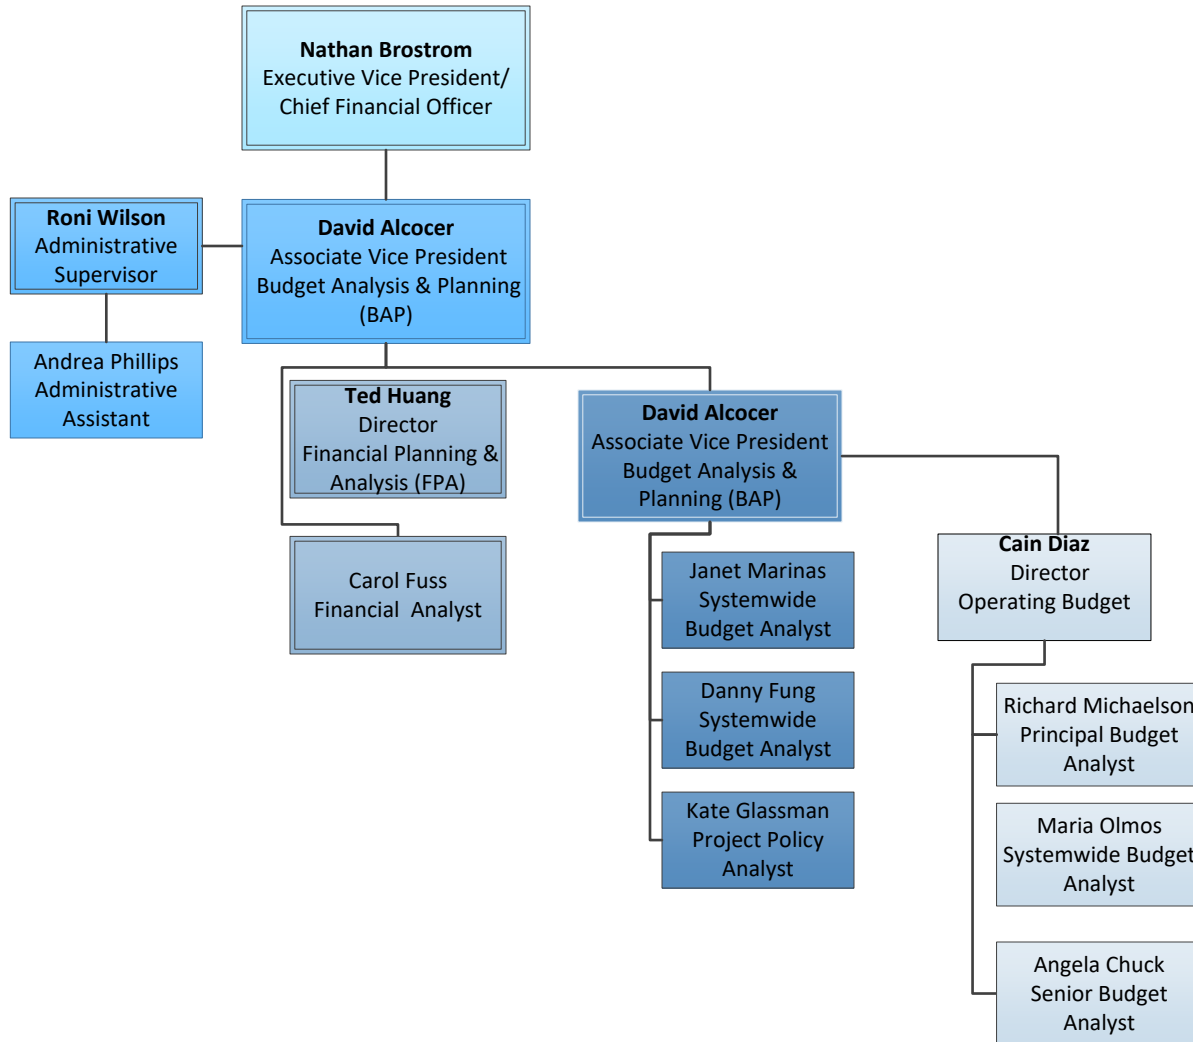 Nathan Brostrom
Executive Vice President/
Chief Financial Officer
Roni Wilson
Administrative
Supervisor
David Alcocer
Associate Vice President
Budget Analysis & Planning
(BAP)
Andrea Phillips
Administrative
Assistant
Ted Huang
Director
Financial Planning &
Analysis (FPA)
David Alcocer
Associate Vice President
Budget Analysis &
Planning (BAP)
Carol Fuss
Financial  Analyst
Cain Diaz
Director
Operating Budget
Janet Marinas
Systemwide
Budget Analyst
Danny Fung
Systemwide
Budget Analyst
Kate Glassman
Project Policy
Analyst
Richard Michaelson
Principal Budget
Analyst
Maria Olmos
Systemwide Budget
Analyst
Angela Chuck
Senior Budget
Analyst